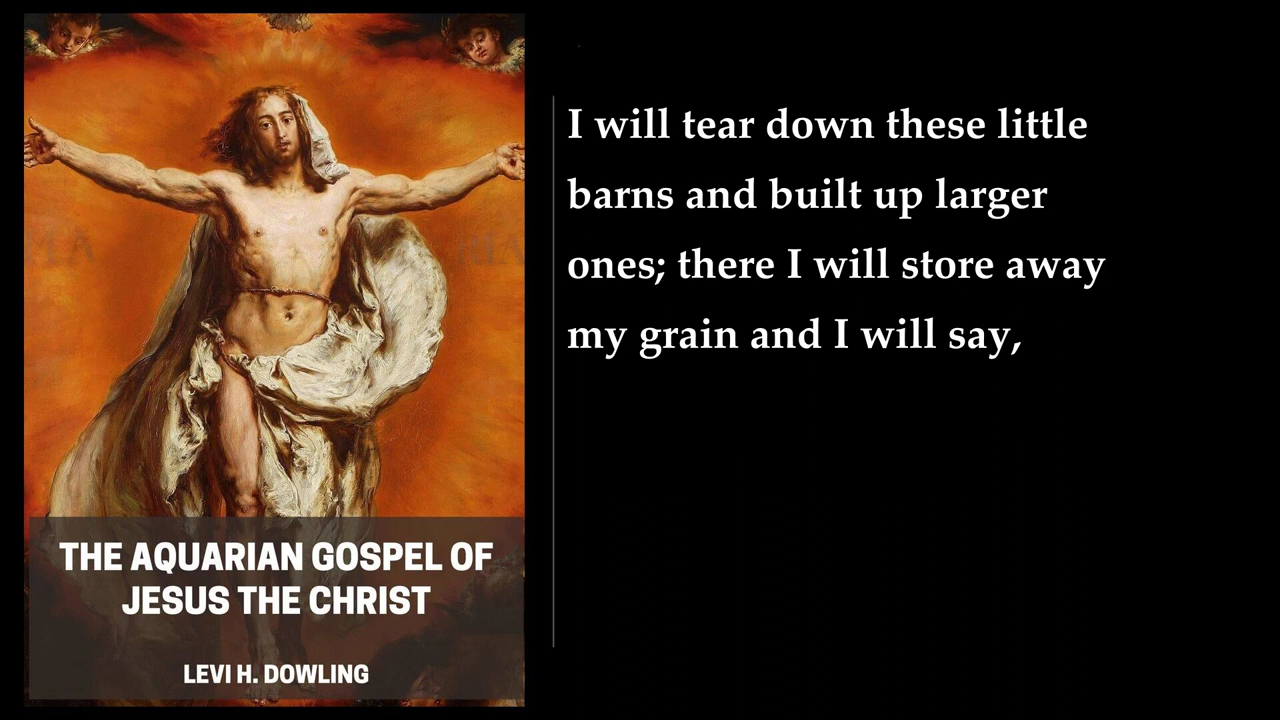 I will tear down these little
barns and built up larger
ones; there I will store away
my grain and I will say,
THE AQUARIAN GOSPEL OF
JESUS THE CHRIST
LEVI H. DOWLING